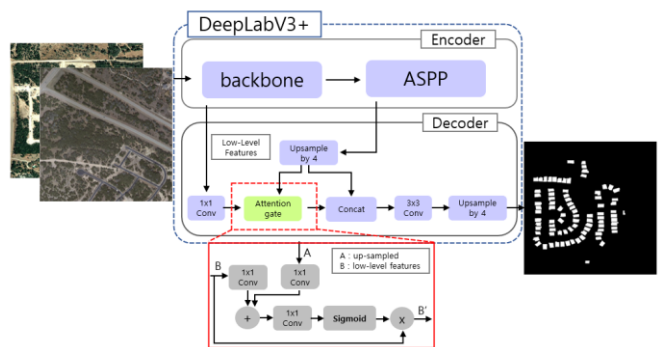 DeepLabV3+
Encoder
backbone
ASPP
Decoder
Low-Level
Features
Upsample
by 4
1x1
Conv
Attention
gate
Concat
3x3
Conv
Upsample
by 4
A
A : up-sampled
B : low-level features
B
1x1
Conv
1x1
Conv
+
1x1
Conv
Sigmoid
x
B'